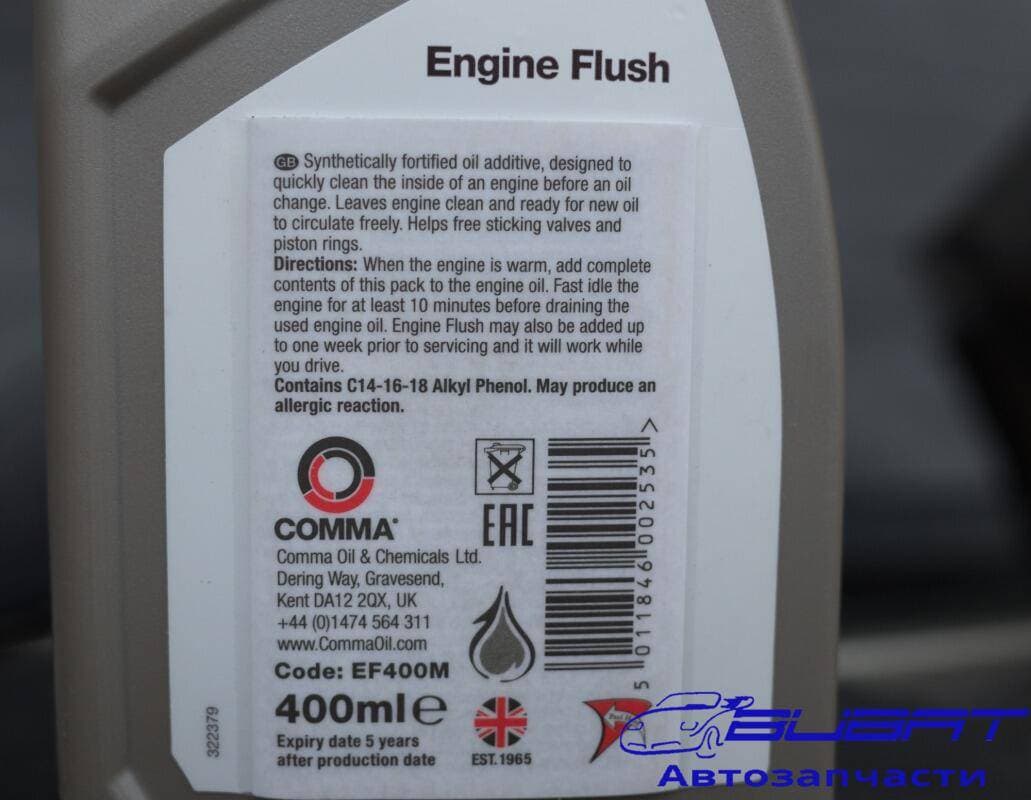 Engine Flush
GB Synthetically fortified oil additive, designed to
quickly clean the inside of an engine before an oil
change. Leaves engine clean and ready for new oil
to circulate freely. Helps free sticking valves and
piston rings.
Directions: When the engine is warm, add complete
contents of this pack to the engine oil. Fast idle the
engine for at least 10 minutes before draining the
used engine oil. Engine Flush may also be added up
to one week prior to servicing and it will work while
you drive.
Contains C14-16-18 Alkyl Phenol. May produce an
allergic reaction.
COMMA®
Comma Oil & Chemicals Ltd.
Dering Way, Gravesend,
Kent DA12 2QX, UK
+44 (0)1474 564 311
www.CommaOil.com
Code: EF400M
400ml e
Expiry date 5 years
after production date
322379
EAC
5 011846 002535 >
EST.1965
ВИВАТ
Автозапчасти